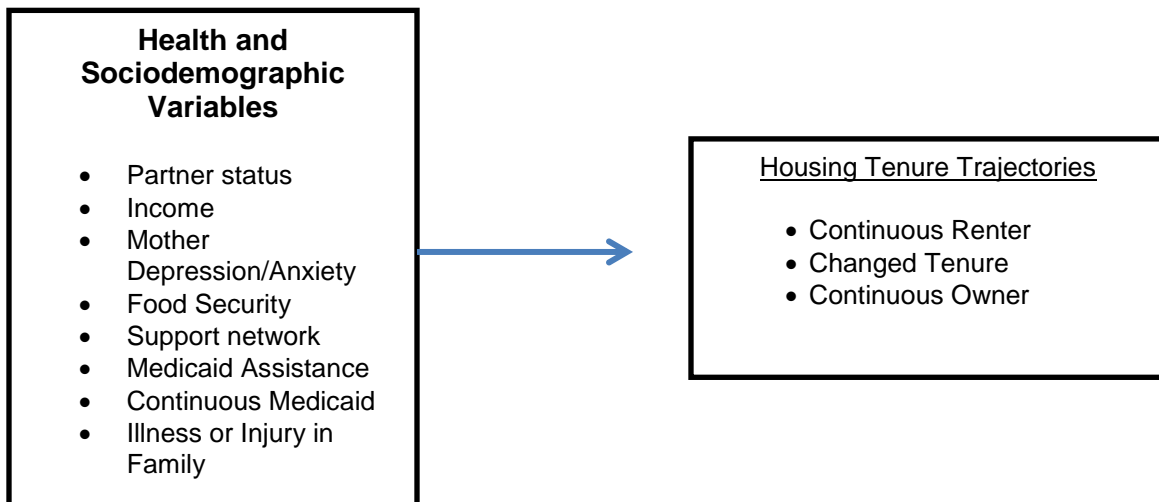 Health and
Sociodemographic
Variables
• Partner status
• Income
• Mother
Depression/Anxiety
• Food Security
• Support network
• Medicaid Assistance
• Continuous Medicaid
• Illness or Injury in
Family
Housing Tenure Trajectories
• Continuous Renter
• Changed Tenure
• Continuous Owner